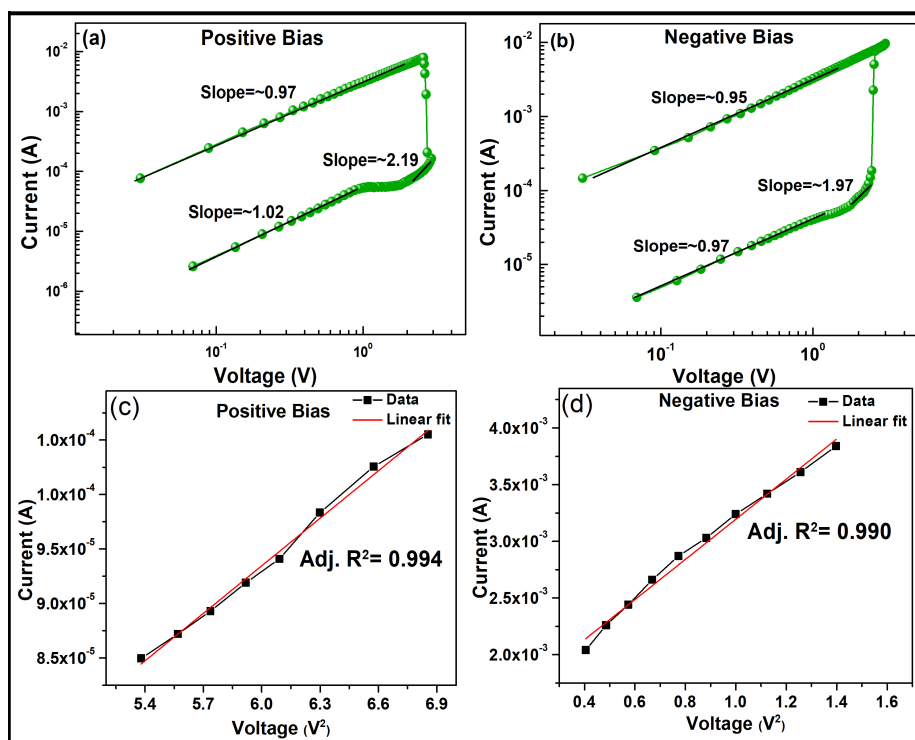 (a)
Positive Bias
10⁻²
10⁻³
10⁻⁴
10⁻⁵
10⁻⁶
Current (A)
Slope=~0.97
Slope=~2.19
Slope=~1.02
10⁻¹
10⁰
Voltage (V)
(b)
Negative Bias
10⁻²
10⁻³
10⁻⁴
10⁻⁵
Current (A)
Slope=~0.95
Slope=~1.97
Slope=~0.97
10⁻¹
10⁰
Voltage (V)
(c)
Positive Bias
Data
Linear fit
1.0x10⁻⁴
1.0x10⁻⁴
9.5x10⁻⁵
9.0x10⁻⁵
8.5x10⁻⁵
Current (A)
Adj. R²= 0.994
5.4 5.7 6.0 6.3 6.6 6.9
Voltage (V²)
(d)
Negative Bias
Data
Linear fit
4.0x10⁻³
3.5x10⁻³
3.0x10⁻³
2.5x10⁻³
2.0x10⁻³
Current (A)
Adj. R²= 0.990
0.4 0.6 0.8 1.0 1.2 1.4 1.6
Voltage (V²)